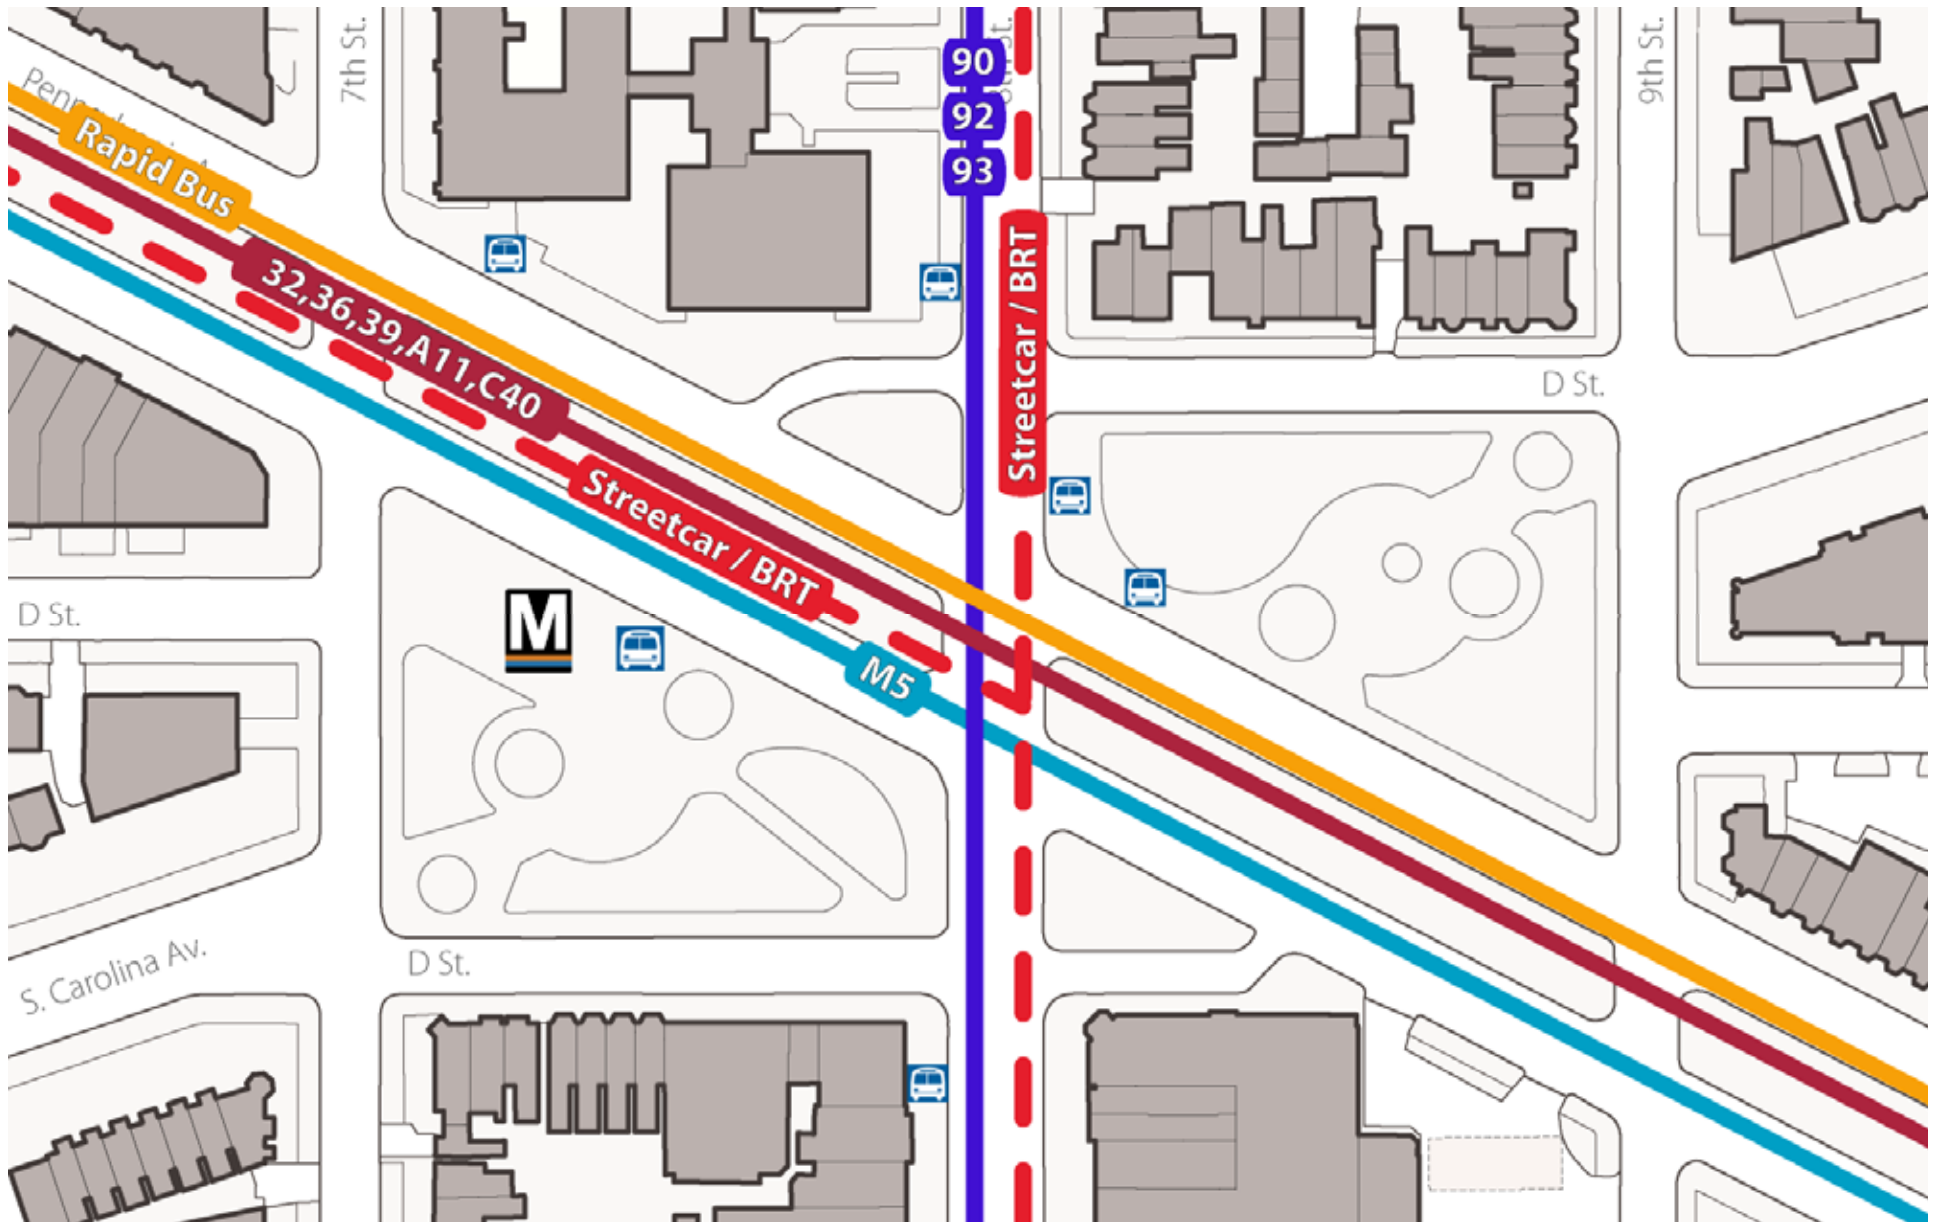 7th St.
9th St.
90
92
93
Rapid Bus
32,36,39,A11,C40
Streetcar / BRT
D St.
Streetcar / BRT
M
D St.
M5
S. Carolina Av.
D St.